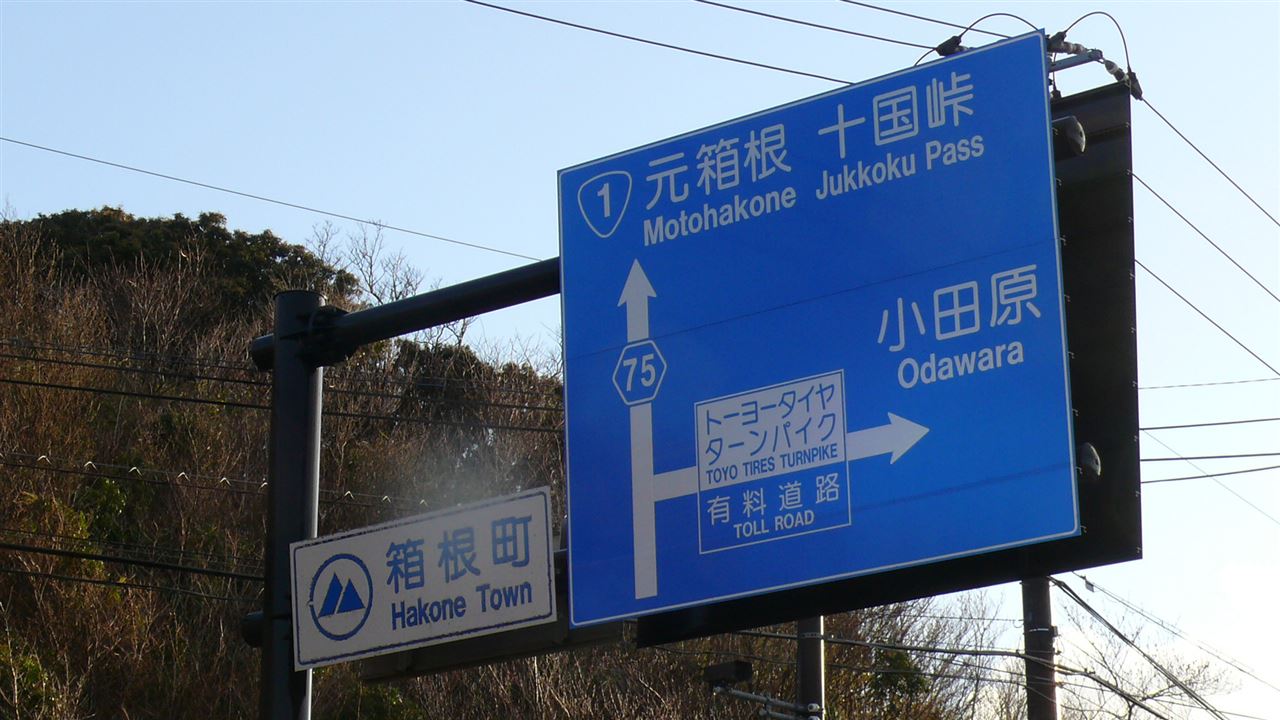 1
元箱根 十国峠
Motohakone Jukkoku Pass
小田原
Odawara
75
トーヨータイヤ
ターンパイク
TOYO TIRES TURNPIKE
有料道路
TOLL ROAD
箱根町
Hakone Town